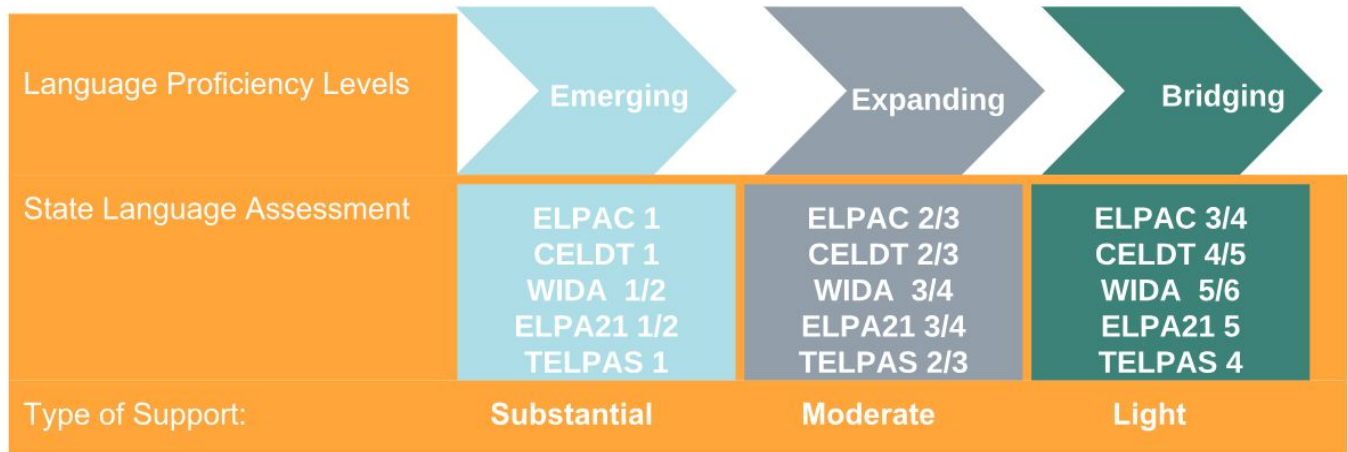 Language Proficiency Levels
Emerging
Expanding
Bridging
State Language Assessment
ELPAC 1
CELDT 1
WIDA 1/2
ELPA21 1/2
TELPAS 1
ELPAC 2/3
CELDT 2/3
WIDA 3/4
ELPA21 3/4
TELPAS 2/3
ELPAC 3/4
CELDT 4/5
WIDA 5/6
ELPA21 5
TELPAS 4
Type of Support:
Substantial
Moderate
Light